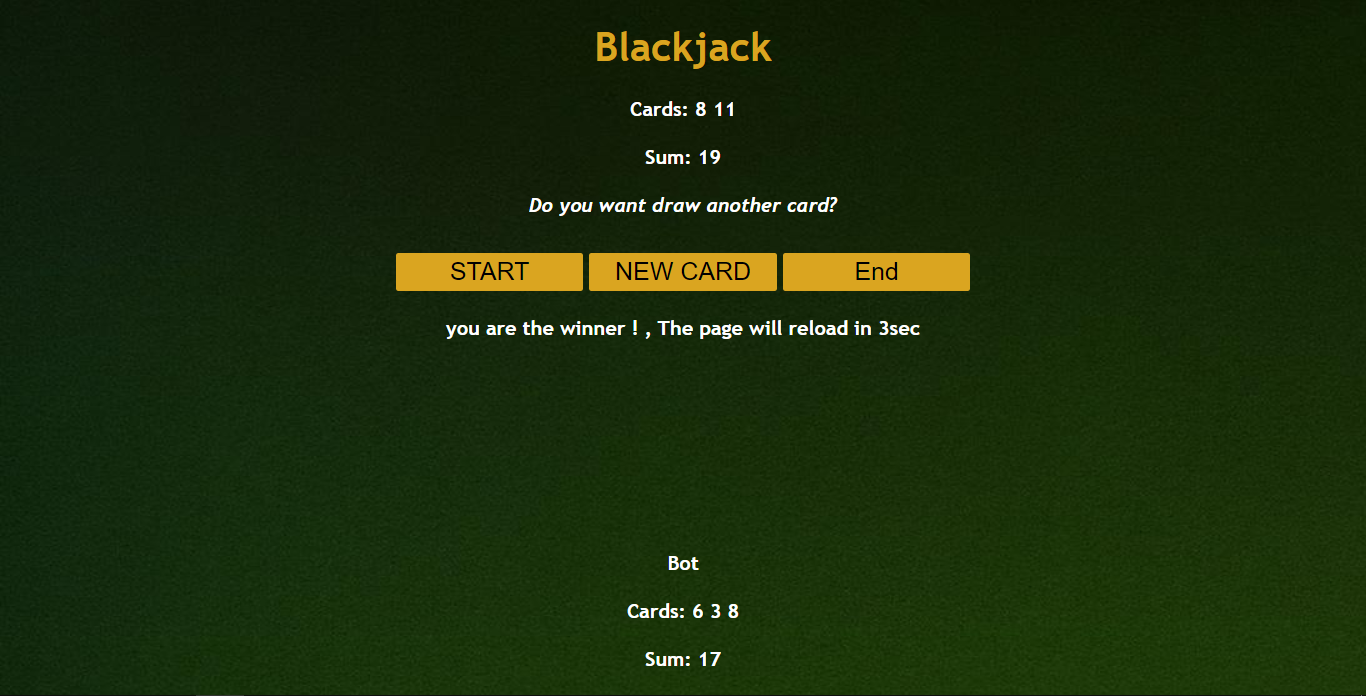 Blackjack
Cards: 8 11
Sum: 19
Do you want draw another card?
START NEW CARD End
you are the winner ! , The page will reload in 3sec
Bot
Cards: 6 3 8
Sum: 17